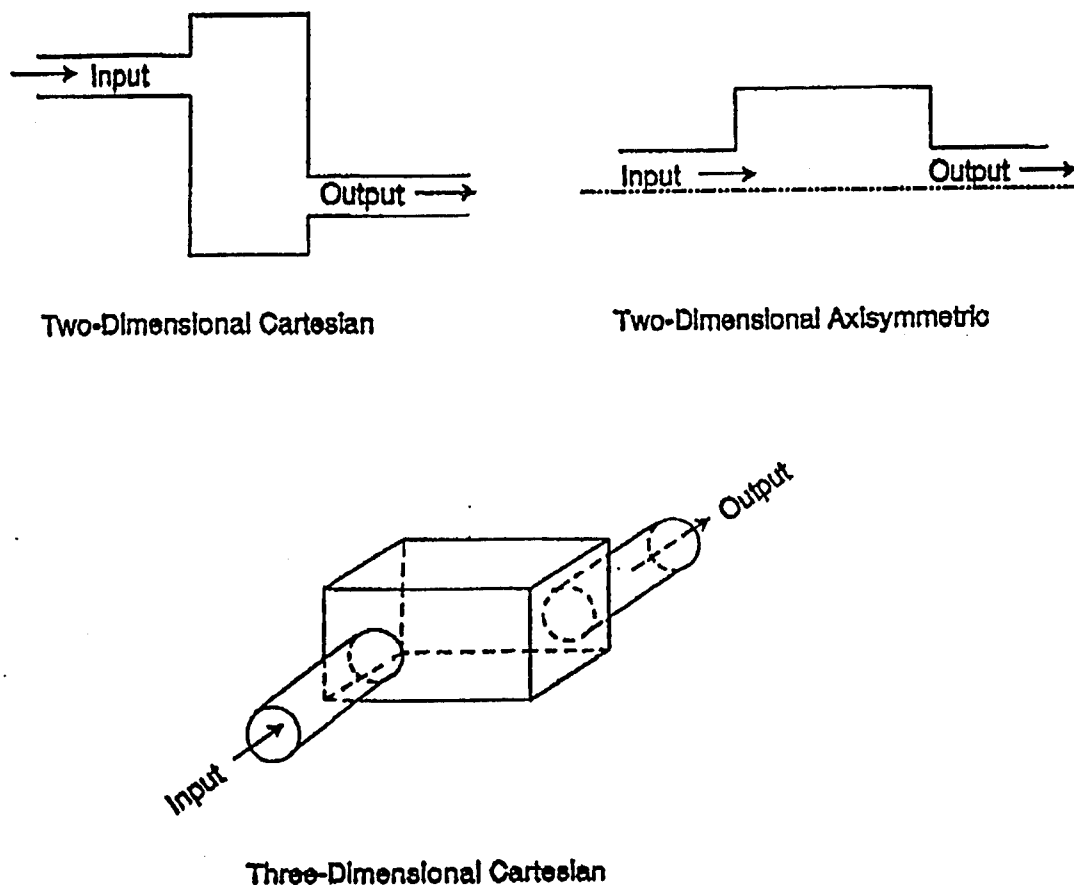 Input
Output
Two-Dimensional Cartesian
Input
Output
Two-Dimensional Axisymmetric
Output
Input
Three-Dimensional Cartesian